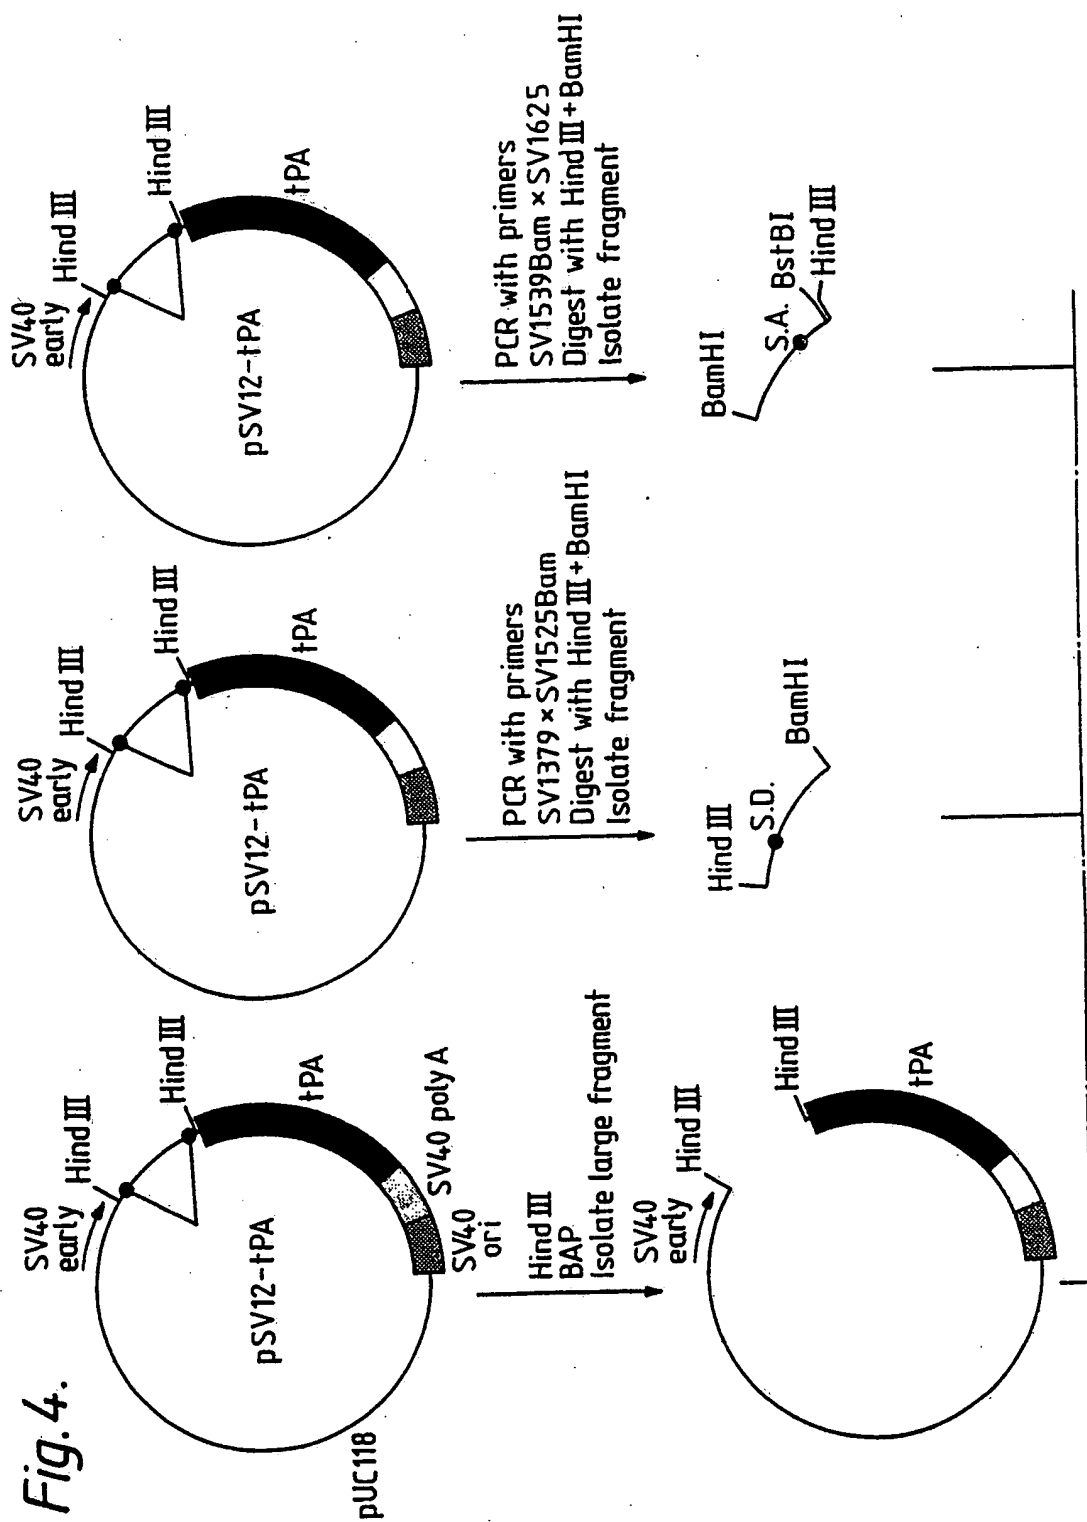 Fig. 4.
SV40
early
Hind III
Hind III
pSV12-tPA
tPA
SV40 poly A
SV40
ori
pUC118
SV40
early
Hind III
Hind III
pSV12-tPA
tPA
SV40
early
Hind III
Hind III
pSV12-tPA
tPA
Hind III
BAP
Isolate large fragment
PCR with primers
SV1379 × SV1525Bam
Digest with Hind III + BamHI
Isolate fragment
PCR with primers
SV1539Bam × SV1625
Digest with Hind III + BamHI
Isolate fragment
SV40
early
Hind III
Hind III
tPA
Hind III
S.D.
BamHI
BamHI
S.A.
BstBI
Hind III